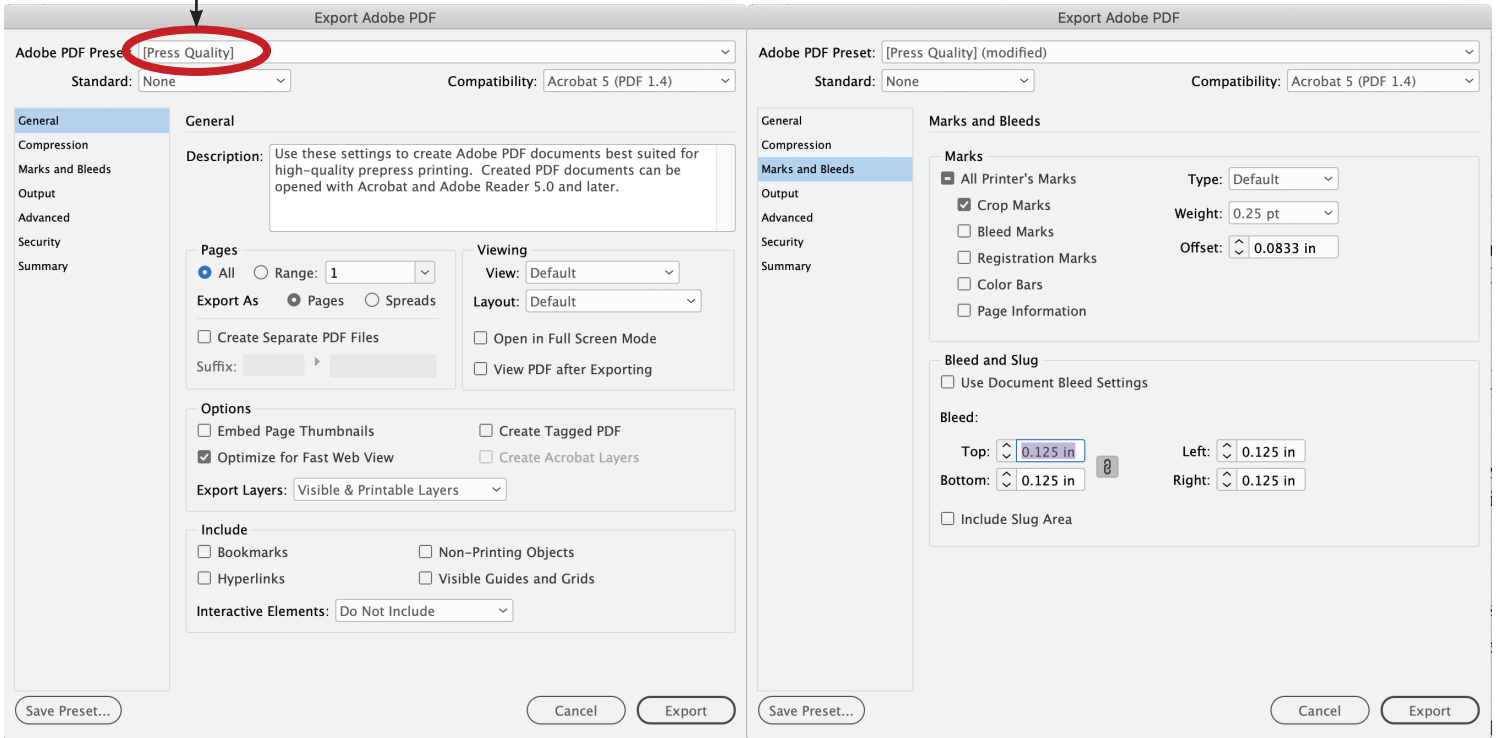 Export Adobe PDF
Adobe PDF Preset: [Press Quality]
Standard: None
Compatibility: Acrobat 5 (PDF 1.4)
General
Compression
Marks and Bleeds
Output
Advanced
Security
Summary
General
Description: Use these settings to create Adobe PDF documents best suited for
high-quality prepress printing. Created PDF documents can be
opened with Acrobat and Adobe Reader 5.0 and later.
Pages
All Range: 1
Export As Pages Spreads
Create Separate PDF Files
Suffix:
Viewing
View: Default
Layout: Default
Open in Full Screen Mode
View PDF after Exporting
Options
Embed Page Thumbnails
Create Tagged PDF
Optimize for Fast Web View
Create Acrobat Layers
Export Layers: Visible & Printable Layers
Include
Bookmarks
Non-Printing Objects
Hyperlinks
Visible Guides and Grids
Interactive Elements: Do Not Include
Save Preset...
Cancel
Export
Export Adobe PDF
Adobe PDF Preset: [Press Quality] (modified)
Standard: None
Compatibility: Acrobat 5 (PDF 1.4)
General
Compression
Marks and Bleeds
Output
Advanced
Security
Summary
Marks and Bleeds
Marks
All Printer's Marks
Crop Marks
Bleed Marks
Registration Marks
Color Bars
Page Information
Type: Default
Weight: 0.25 pt
Offset: 0.0833 in
Bleed and Slug
Use Document Bleed Settings
Bleed:
Top: 0.125 in
Left: 0.125 in
Bottom: 0.125 in
Right: 0.125 in
Include Slug Area
Save Preset...
Cancel
Export